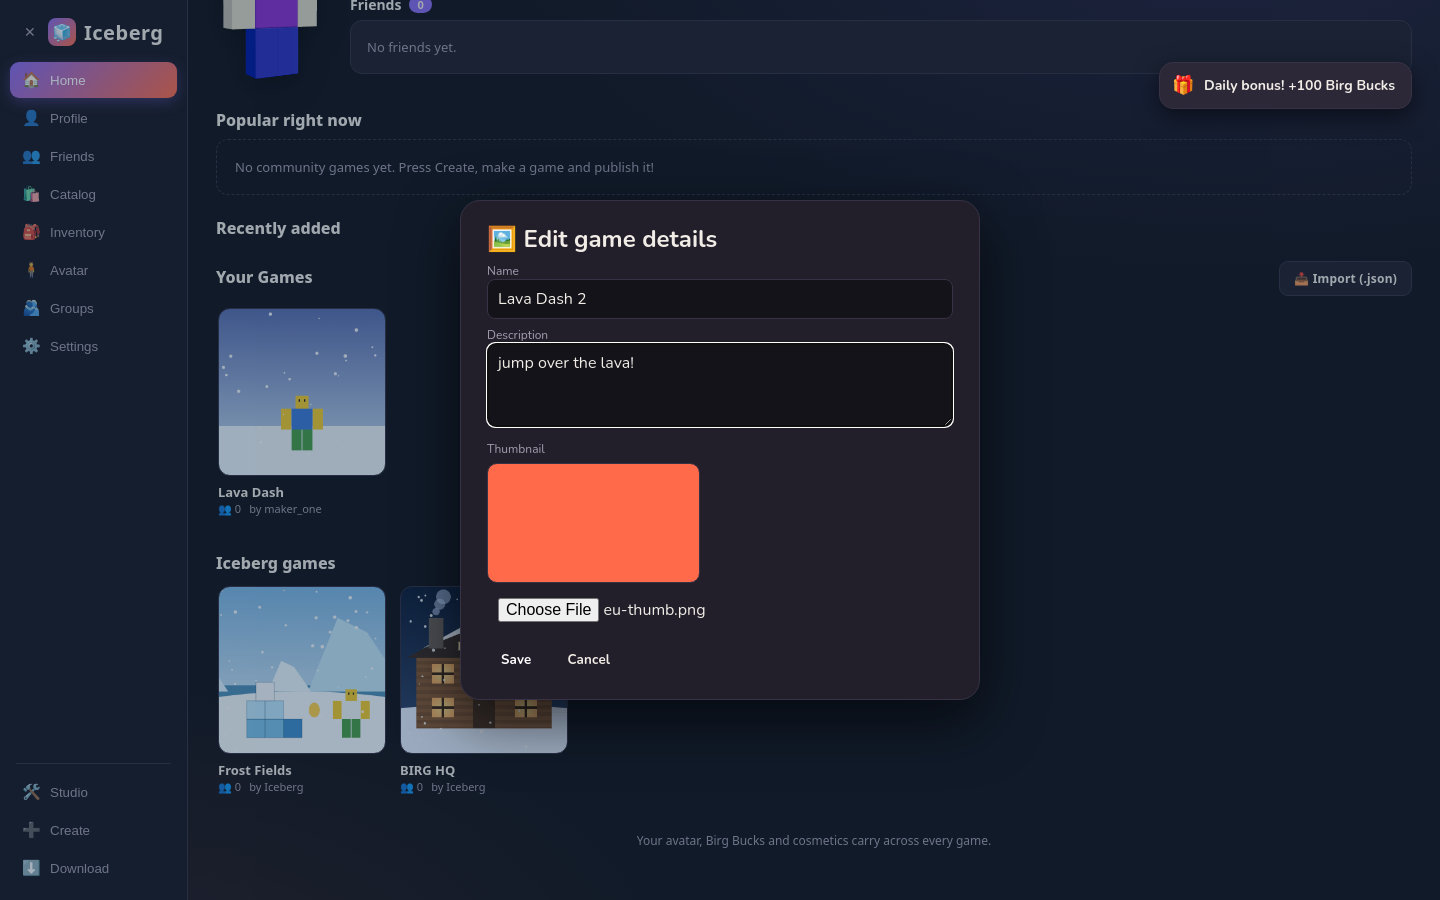 ✕ Iceberg
Home
Profile
Friends
Catalog
Inventory
Avatar
Groups
Settings
Studio
Create
Download
Friends 0
No friends yet.
Daily bonus! +100 Birg Bucks
Popular right now
No community games yet. Press Create, make a game and publish it!
Recently added
Your Games
Import (.json)
Lava Dash
0 by maker_one
Edit game details
Name
Lava Dash 2
Description
jump over the lava!
Thumbnail
Choose File eu-thumb.png
Save Cancel
Iceberg games
Frost Fields
0 by Iceberg
BIRG HQ
0 by Iceberg
Your avatar, Birg Bucks and cosmetics carry across every game.